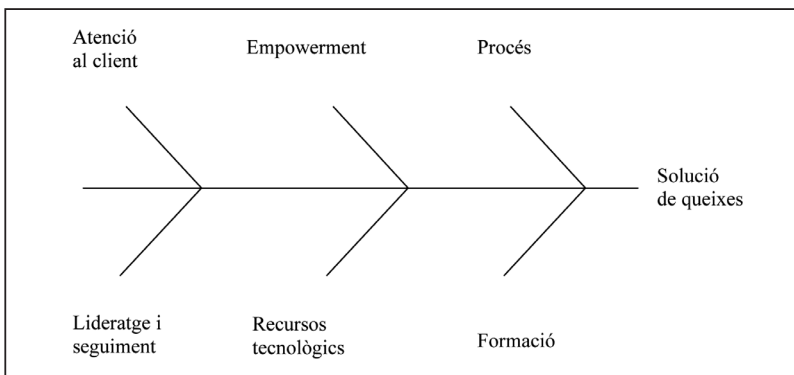 Atenció
al client
Empowerment
Procés
Solució
de queixes
Lideratge i
seguiment
Recursos
tecnològics
Formació